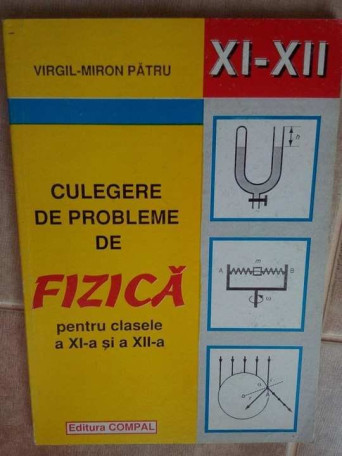 VIRGIL-MIRON PĂTRU
XI-XII
CULEGERE
DE PROBLEME
DE
FIZICĂ
pentru clasele
a XI-a și a XII-a
Editura COMPAL
h
m
A
B
ω